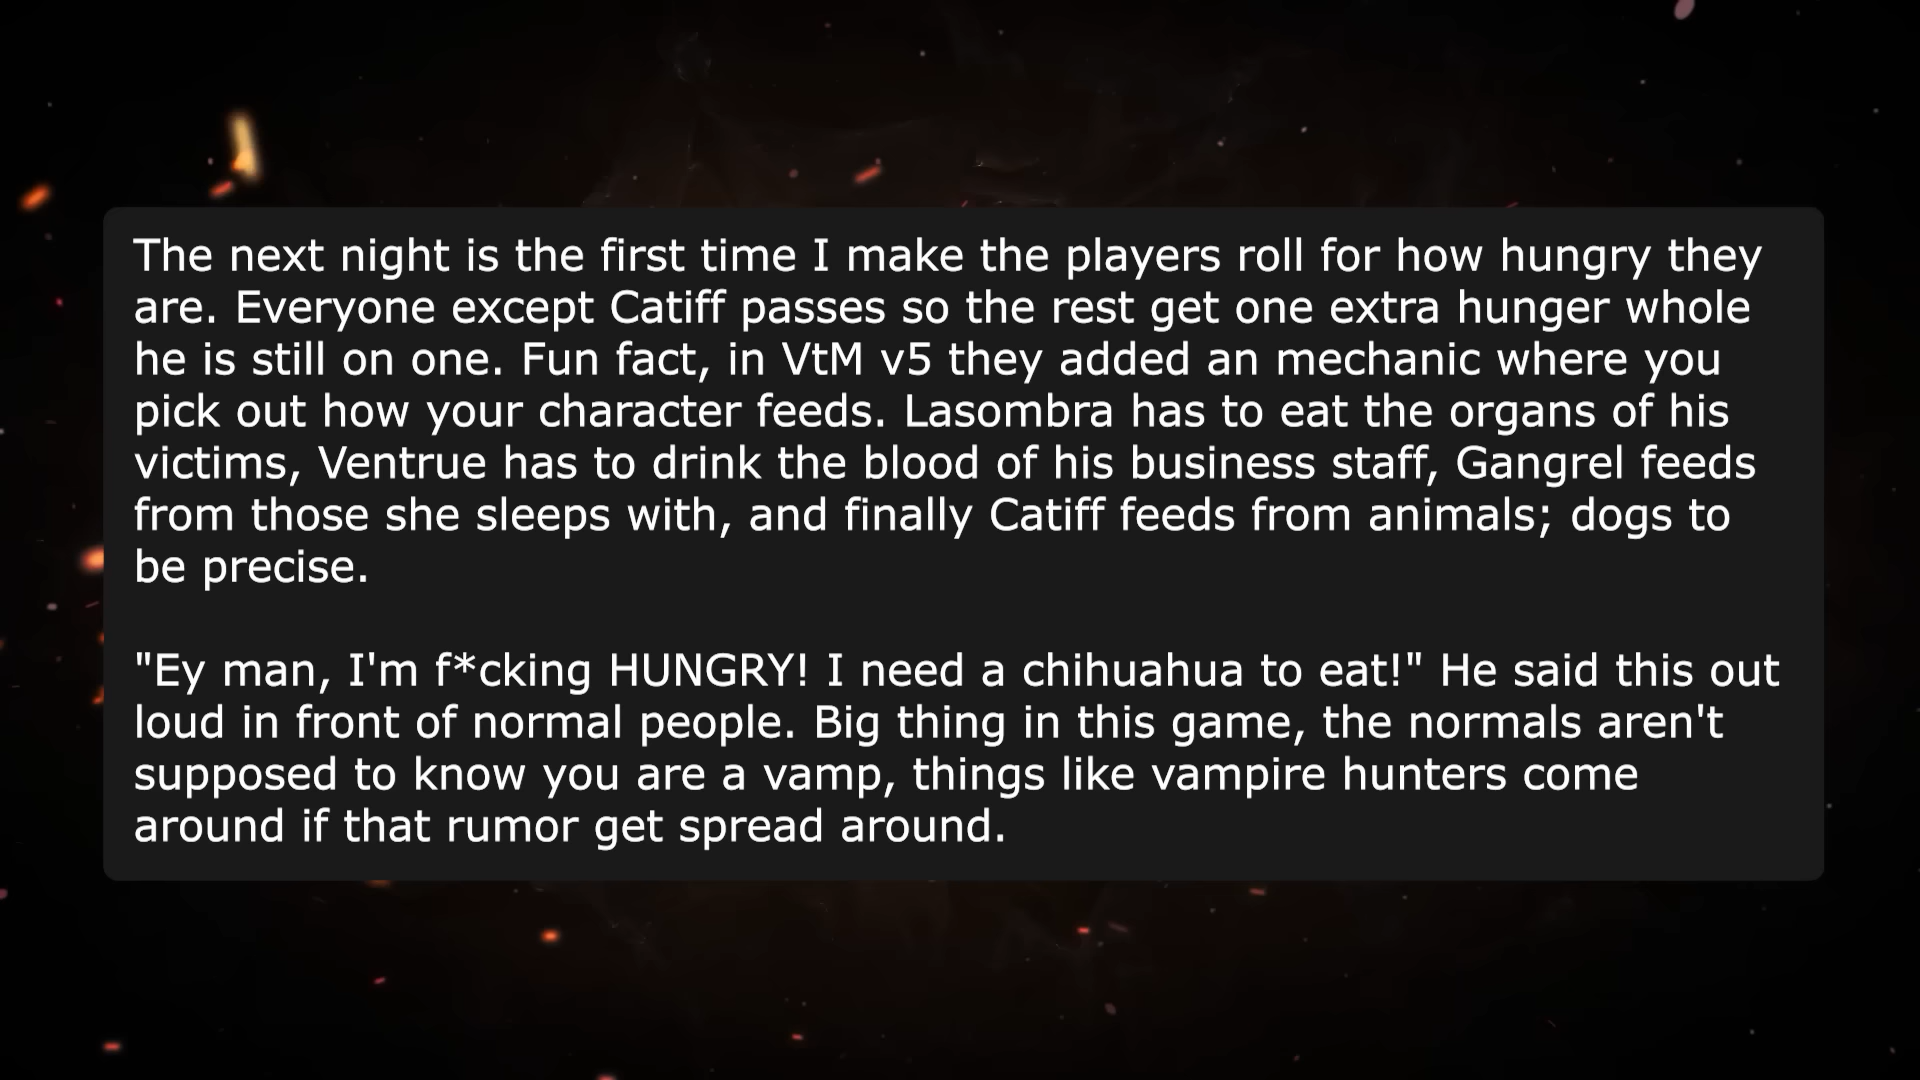 The next night is the first time I make the players roll for how hungry they
are. Everyone except Catiff passes so the rest get one extra hunger whole
he is still on one. Fun fact, in VtM v5 they added an mechanic where you
pick out how your character feeds. Lasombra has to eat the organs of his
victims, Ventrue has to drink the blood of his business staff, Gangrel feeds
from those she sleeps with, and finally Catiff feeds from animals; dogs to
be precise.
"Ey man, I'm f*cking HUNGRY! I need a chihuahua to eat!" He said this out
loud in front of normal people. Big thing in this game, the normals aren't
supposed to know you are a vamp, things like vampire hunters come
around if that rumor get spread around.